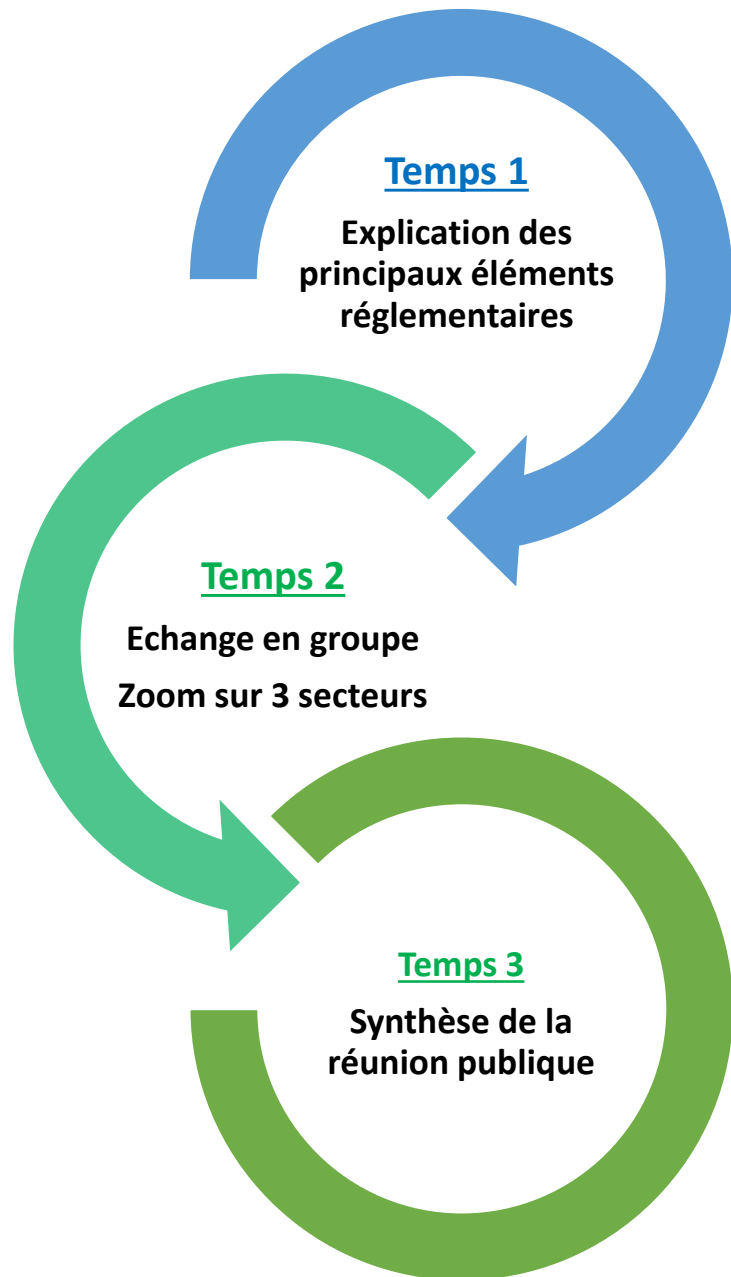 Temps 1
Explication des
principaux éléments
réglementaires
Temps 2
Echange en groupe
Zoom sur 3 secteurs
Temps 3
Synthèse de la
réunion publique